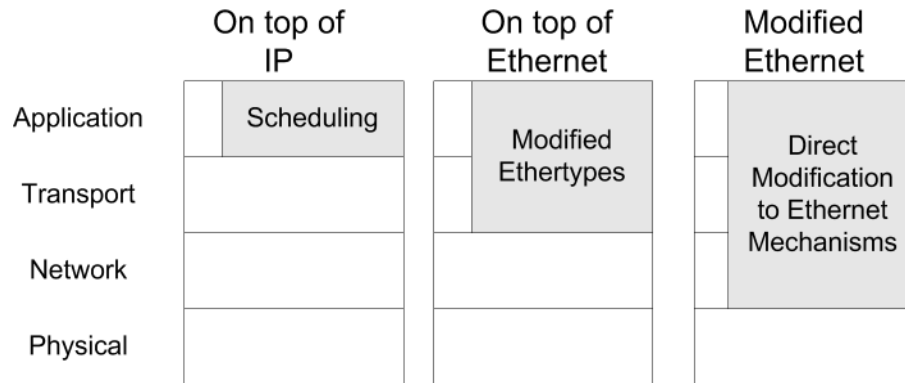 On top of
IP
On top of
Ethernet
Modified
Ethernet
Application
Scheduling
Modified
Ethertypes
Direct
Modification
to Ethernet
Mechanisms
Transport
Network
Physical